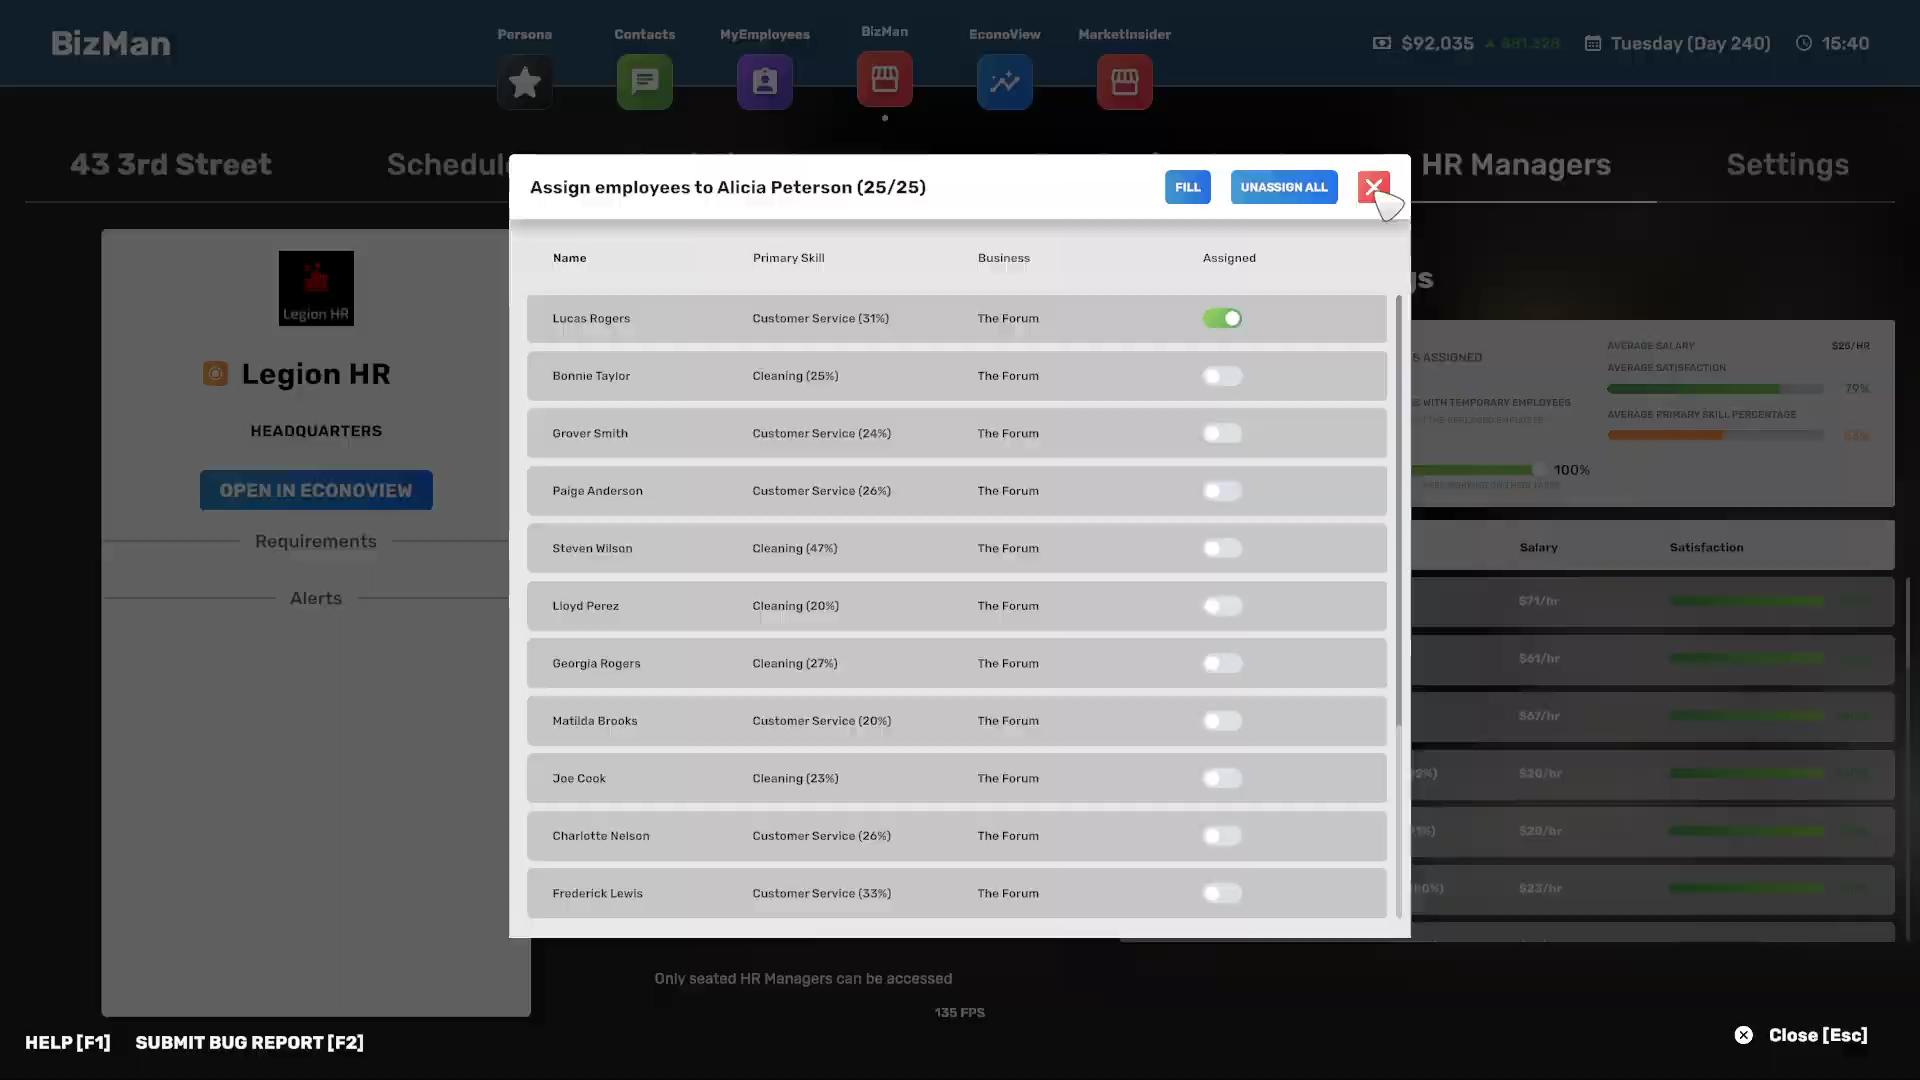 BizMan
Persona
Contacts
MyEmployees
BizMan
EconoView
MarketInsider
$92,035
Tuesday (Day 240)
15:40
43 3rd Street
HR Managers
Settings
Assign employees to Alicia Peterson (25/25)
FILL
UNASSIGN ALL
Name Primary Skill Business Assigned
Lucas Rogers Customer Service (31%) The Forum
Bonnie Taylor Cleaning (25%) The Forum
Grover Smith Customer Service (24%) The Forum
Paige Anderson Customer Service (26%) The Forum
Steven Wilson Cleaning (47%) The Forum
Lloyd Perez Cleaning (20%) The Forum
Georgia Rogers Cleaning (27%) The Forum
Matilda Brooks Customer Service (20%) The Forum
Joe Cook Cleaning (23%) The Forum
Charlotte Nelson Customer Service (26%) The Forum
Frederick Lewis Customer Service (33%) The Forum
Legion HR
Legion HR
HEADQUARTERS
OPEN IN ECONOVIEW
Requirements
Alerts
ASSIGNED
WITH TEMPORARY EMPLOYEES
100%
AVERAGE SALARY $26/HR
AVERAGE SATISFACTION
79%
AVERAGE PRIMARY SKILL PERCENTAGE
Salary Satisfaction
$71/hr
$61/hr
$67/hr
$20/hr
$20/hr
$23/hr
Only seated HR Managers can be accessed
135 FPS
HELP [F1]
SUBMIT BUG REPORT [F2]
Close [Esc]